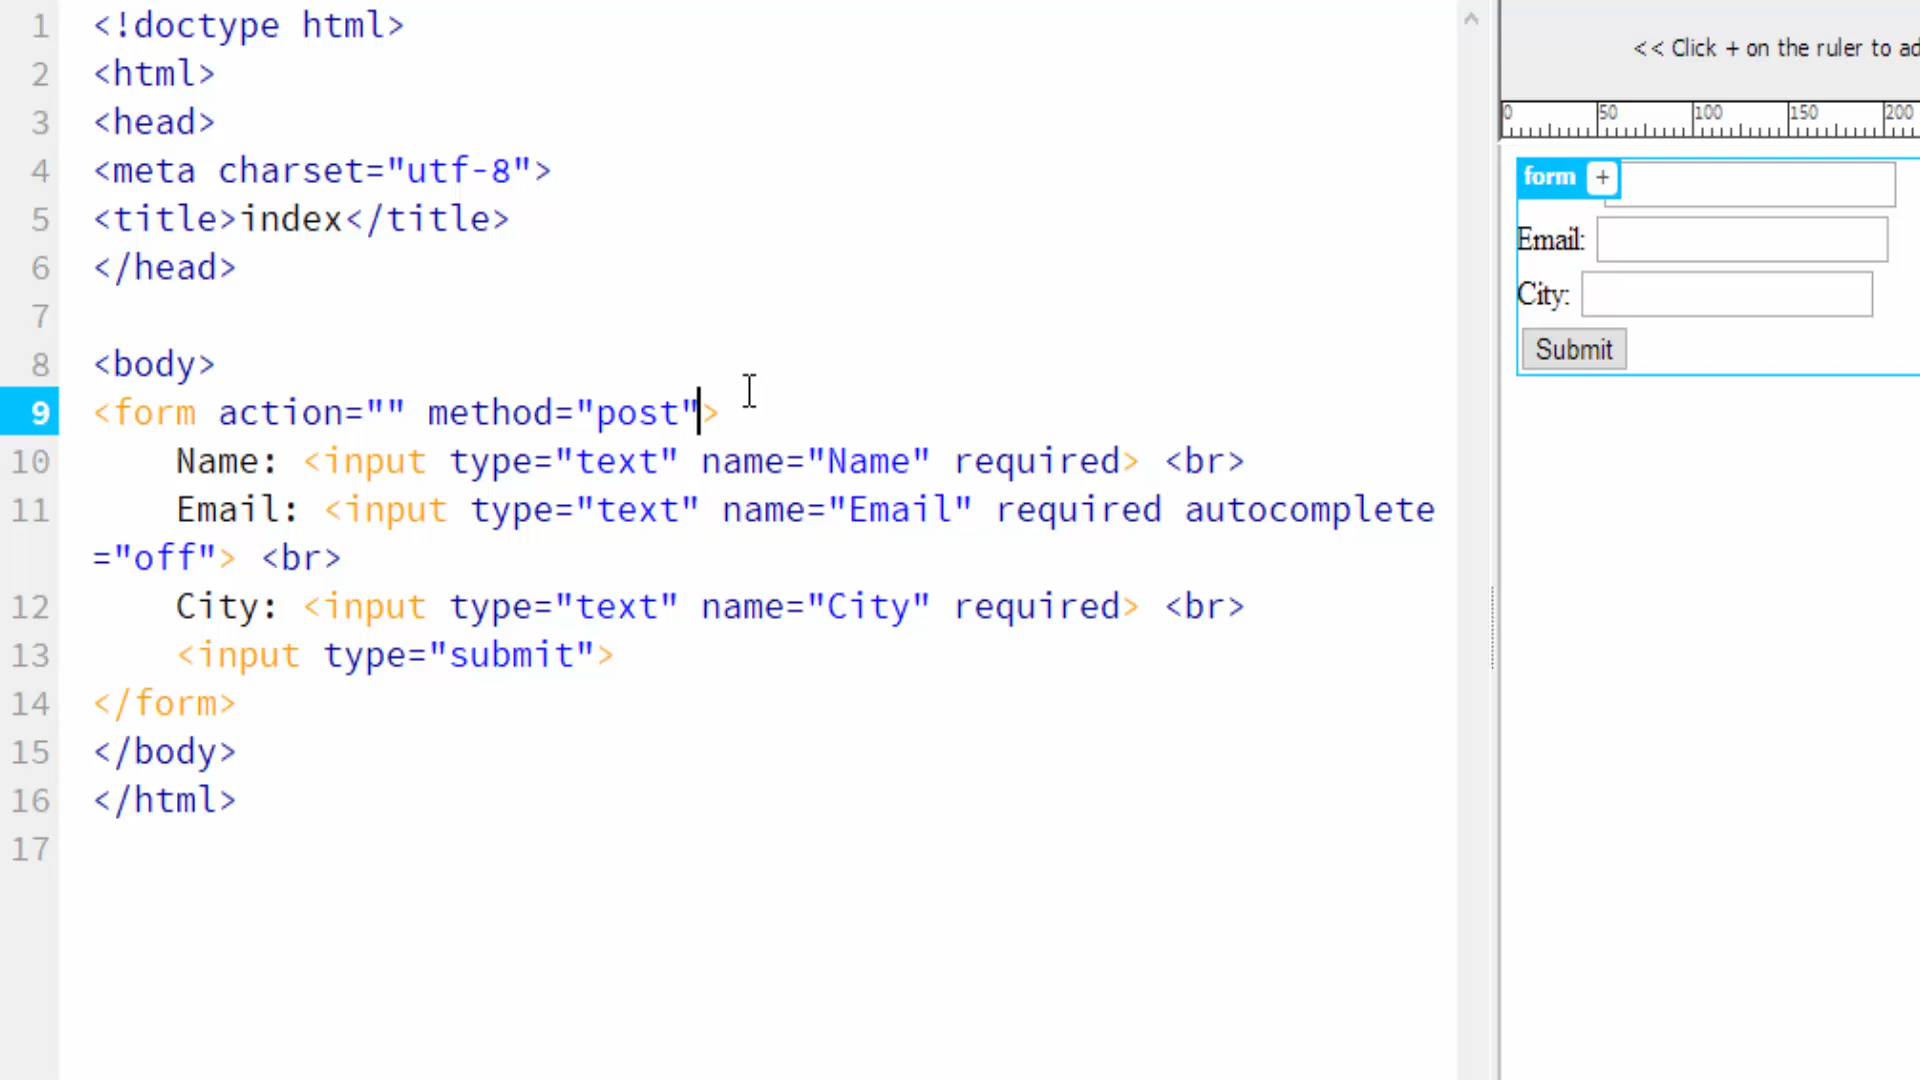 1 <!doctype html>
2 <html>
3 <head>
4 <meta charset="utf-8">
5 <title>index</title>
6 </head>
7
8 <body>
9 <form action="" method="post">
10 Name: <input type="text" name="Name" required> <br>
11 Email: <input type="text" name="Email" required autocomplete
="off"> <br>
12 City: <input type="text" name="City" required> <br>
13 <input type="submit">
14 </form>
15 </body>
16 </html>
17
<< Click + on the ruler to
0 50 100 150 200
form +
Email:
City:
Submit